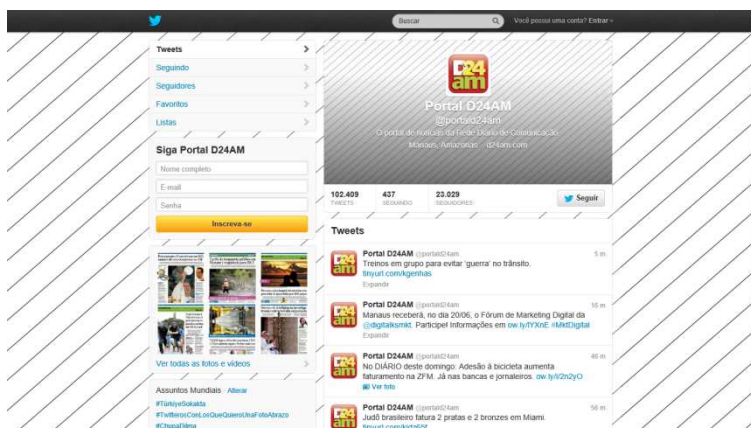 Buscar
Você possui uma conta? Entrar
Tweets
Seguindo
Seguidores
Favoritos
Listas
Siga Portal D24AM
Nome completo
E-mail
Senha
Inscreva-se
Ver todas as fotos e vídeos
Assuntos Mundiais · Alterar
#TürkiyeSokakta
#TwitterosConLosQueQuieroUnaFotoAbrazo
#ChupaDilma
D24
am
Portal D24AM
@portald24am
O portal de notícias da Rede Diário de Comunicação
Manaus, Amazonas · d24am.com
102.409
TWEETS
437
SEGUINDO
23.029
SEGUIDORES
Seguir
Tweets
Portal D24AM @portald24am 5 m
Treinos em grupo para evitar 'guerra' no trânsito.
tinyurl.com/kgenhas
Expandir
Portal D24AM @portald24am
Manaus receberá, no dia 20/06, o Fórum de Marketing Digital da
@digitalksmkt. Participe! Informações em ow.ly/lYXnE #MktDigital
Expandir
Portal D24AM @portald24am
No DIÁRIO deste domingo: Adesão à bicicleta aumenta
faturamento na ZFM. Já nas bancas e jornaleiros. ow.ly/l/2n2yO
Ver foto
Portal D24AM @portald24am
Judô brasileiro fatura 2 pratas e 2 bronzes em Miami.